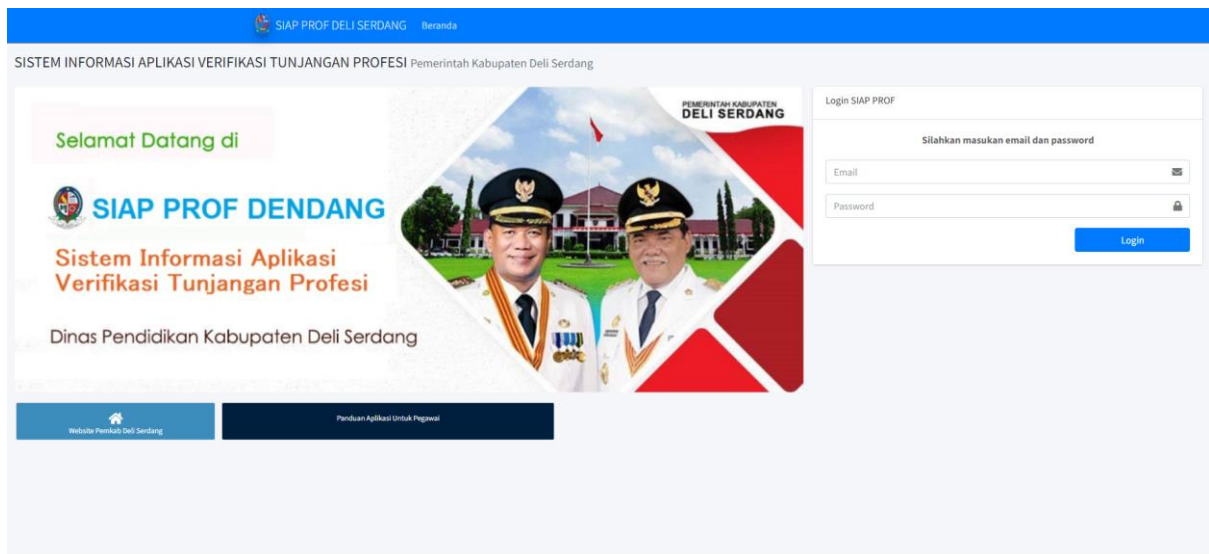 SIAP PROF DELI SERDANG Beranda
SISTEM INFORMASI APLIKASI VERIFIKASI TUNJANGAN PROFESI Pemerintah Kabupaten Deli Serdang
PEMERINTAH KABUPATEN
DELI SERDANG
Selamat Datang di
SIAP PROF DENDANG
Sistem Informasi Aplikasi
Verifikasi Tunjangan Profesi
Dinas Pendidikan Kabupaten Deli Serdang
Login SIAP PROF
Silahkan masukan email dan password
Email
Password
Login
Website Pemkab Deli Serdang
Panduan Aplikasi Untuk Pegawai